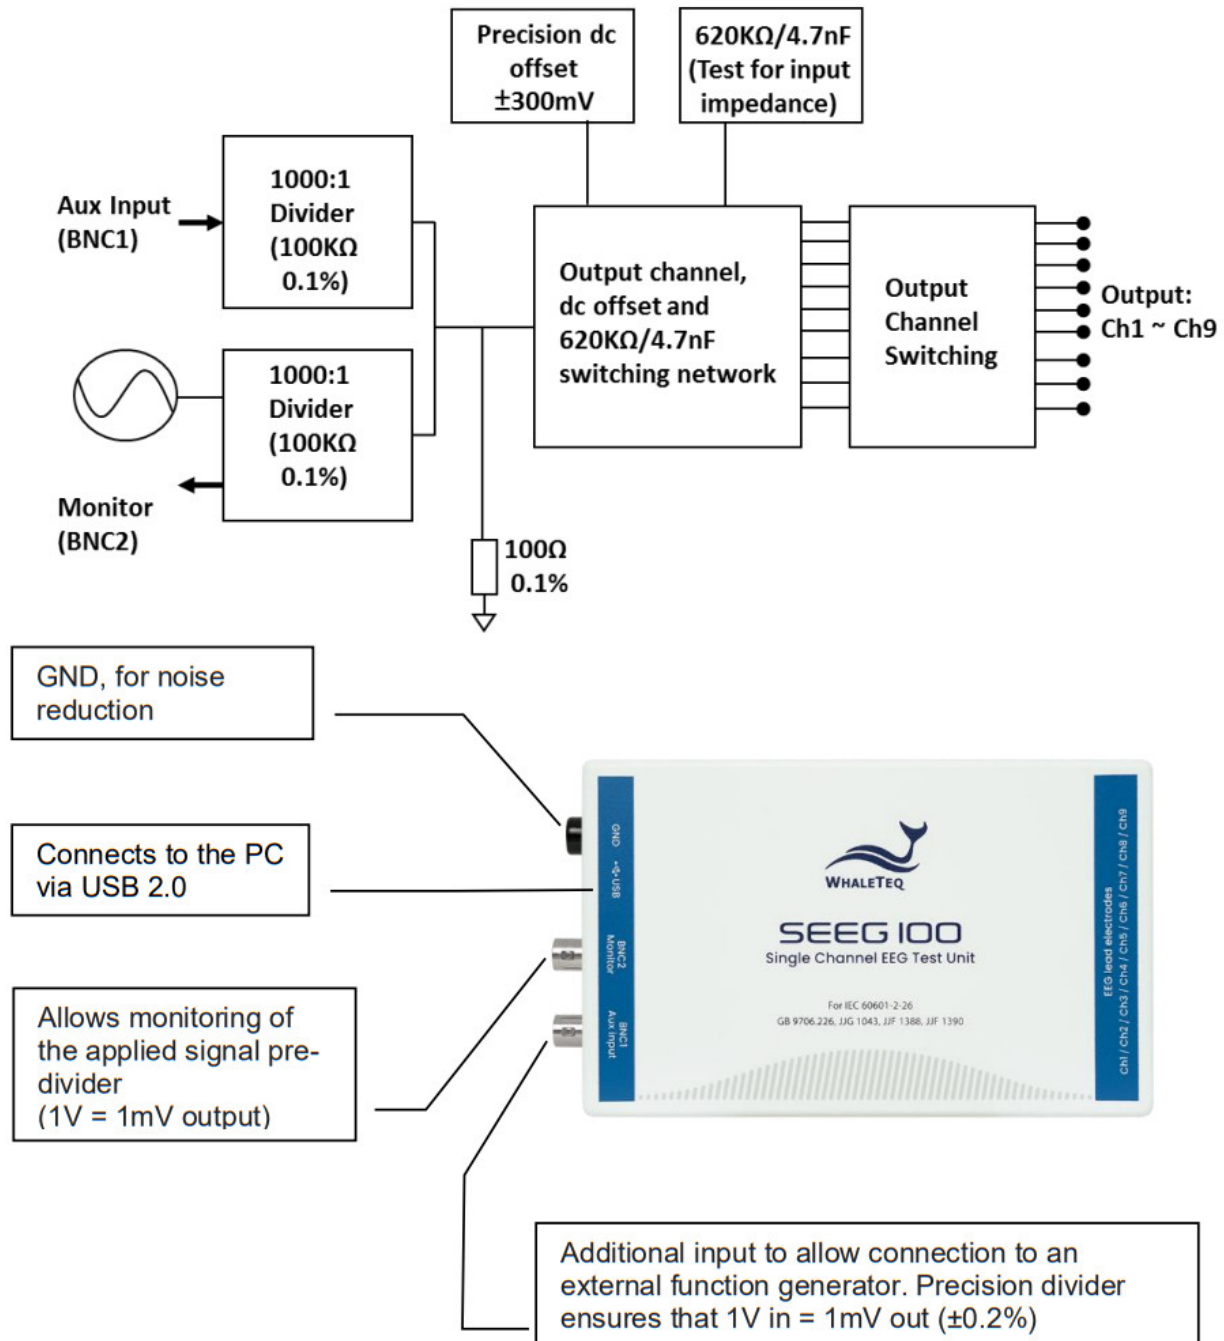 Precision dc
offset
±300mV
620KΩ/4.7nF
(Test for input
impedance)
Aux Input
(BNC1)
1000:1
Divider
(100KΩ
0.1%)
1000:1
Divider
(100KΩ
0.1%)
Monitor
(BNC2)
100Ω
0.1%
Output channel,
dc offset and
620KΩ/4.7nF
switching network
Output
Channel
Switching
Output:
Ch1 ~ Ch9
GND, for noise
reduction
Connects to the PC
via USB 2.0
Allows monitoring of
the applied signal pre-
divider
(1V = 1mV output)
GND
USB
BNC2
Monitor
BNC1
Aux input
WHALETEQ
SEEG 100
Single Channel EEG Test Unit
For IEC 60601-2-26
GB 9706.226, JJG 1043, JJF 1388, JJF 1390
EEG lead electrodes
Ch1 / Ch2 / Ch3 / Ch4 / Ch5 / Ch6 / Ch7 / Ch8 / Ch9
Additional input to allow connection to an
external function generator. Precision divider
ensures that 1V in = 1mV out (±0.2%)